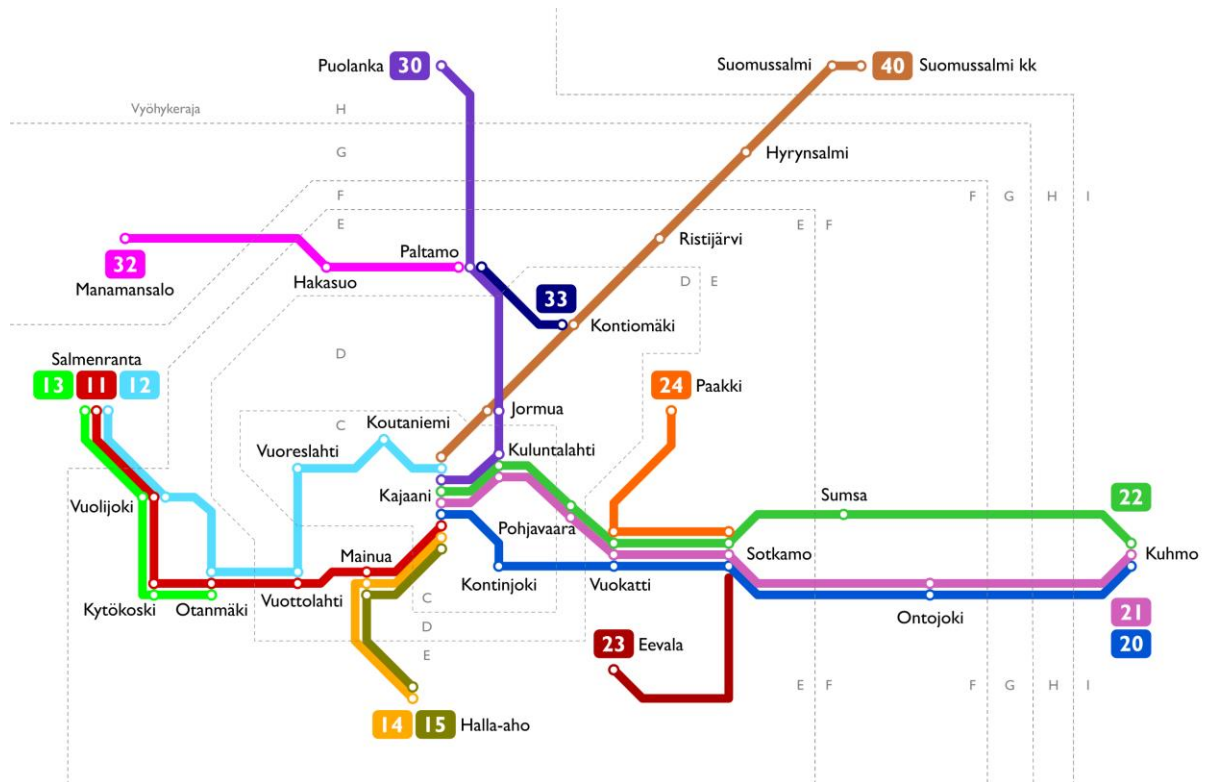 Puolanka 30
Suomussalmi 40 Suomussalmi kk
Vyöhykeraja H
G
Hyrynsalmi
F
F G H I
E
E F
Ristijärvi
Paltamo
32
Manamansalo
Hakasuo
D E
33
Kontiomäki
D
Salmenranta
13 11 12
24 Paakki
C
Jormua
Koutaniemi
Vuoreslahti
Kuluntalahti
Kajaani
Vuolijoki
Pohjavaara
Sumsa
22
Mainua
Sotkamo
Kuhmo
Kytökoski
Otanmäki
Vuottolahti
Kontinjoki
Vuokatti
C
Ontojoki
21
D
20
E
23 Eevala
E F
F G H I
14 15 Halla-aho